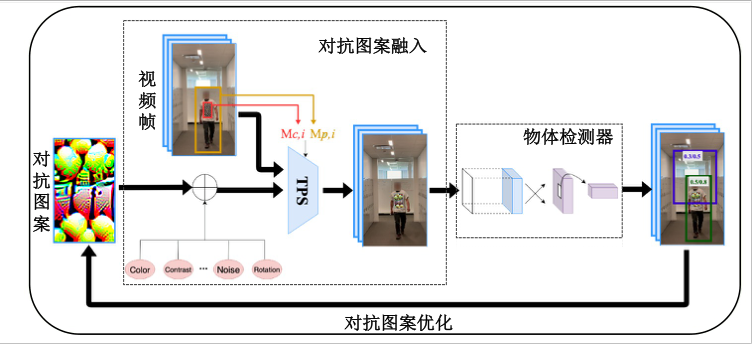 对抗图案融入
视频帧
Mc,i Mp,i
物体检测器
0.3/0.5
0.5/0.8
对抗图案
TPS
Color
Contrast
...
Noise
Rotation
对抗图案优化